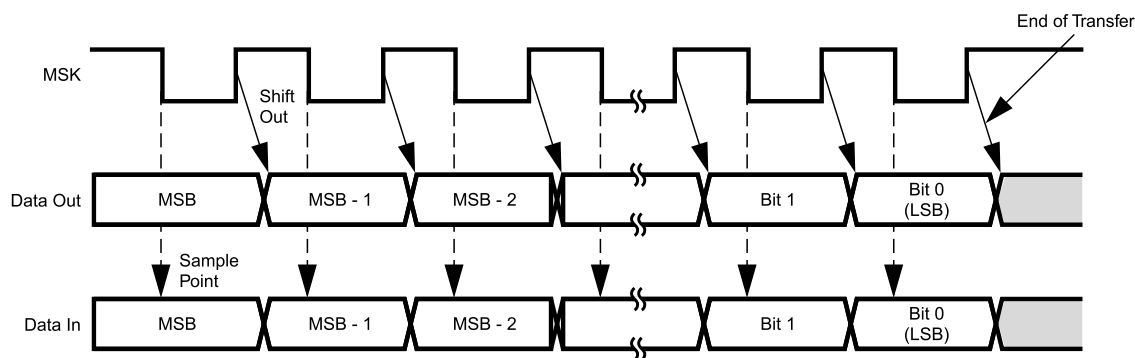 End of Transfer
MSK
Shift
Out
Data Out
MSB
MSB - 1
MSB - 2
Bit 1
Bit 0
(LSB)
Sample
Point
Data In
MSB
MSB - 1
MSB - 2
Bit 1
Bit 0
(LSB)